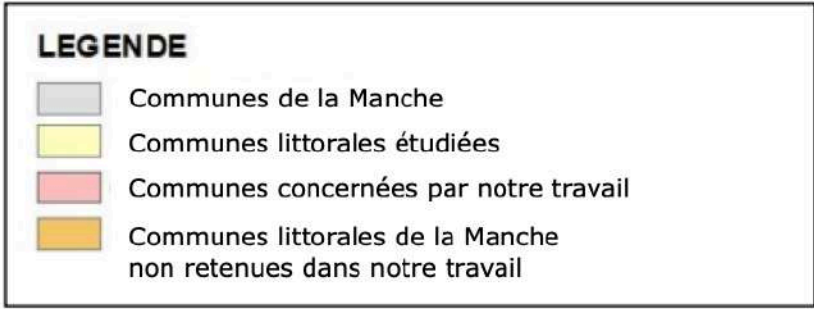 LEGENDE
Communes de la Manche
Communes littorales étudiées
Communes concernées par notre travail
Communes littorales de la Manche
non retenues dans notre travail